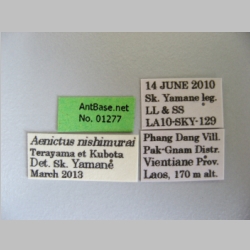 AntBase.net
No. 01277
Aenictus nishimurai
Terayama et Kubota
Det. Sk. Yamane
March 2013
14 JUNE 2010
Sk. Yamane leg.
LL & SS
LA10-SKY-129
Phang Dang Vill.
Pak-Gnam Distr.
Vientiane Prov.
Laos, 170 m alt.